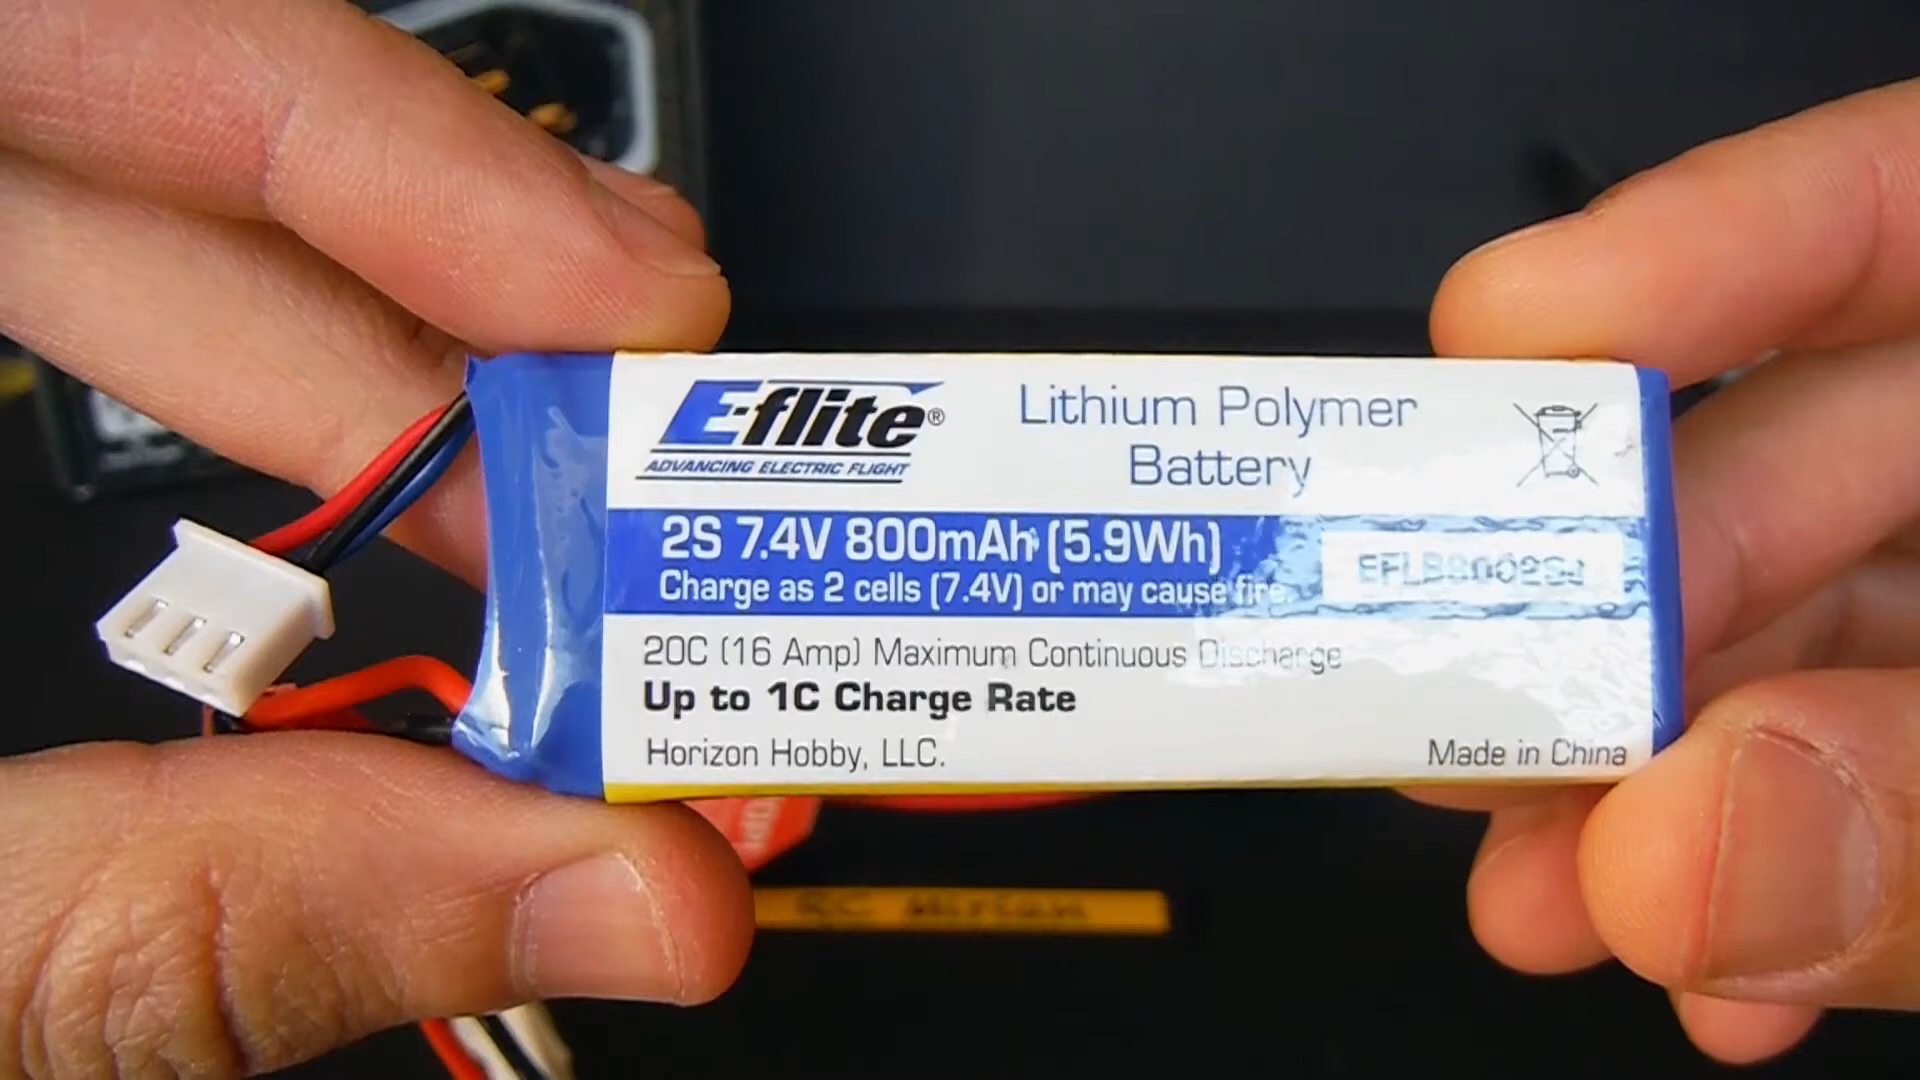 E-flite®
ADVANCING ELECTRIC FLIGHT
Lithium Polymer
Battery
2S 7.4V 800mAh (5.9Wh)
Charge as 2 cells (7.4V) or may cause fire.
EFLB8002SJ
20C (16 Amp) Maximum Continuous Discharge
Up to 1C Charge Rate
Horizon Hobby, LLC.
Made in China